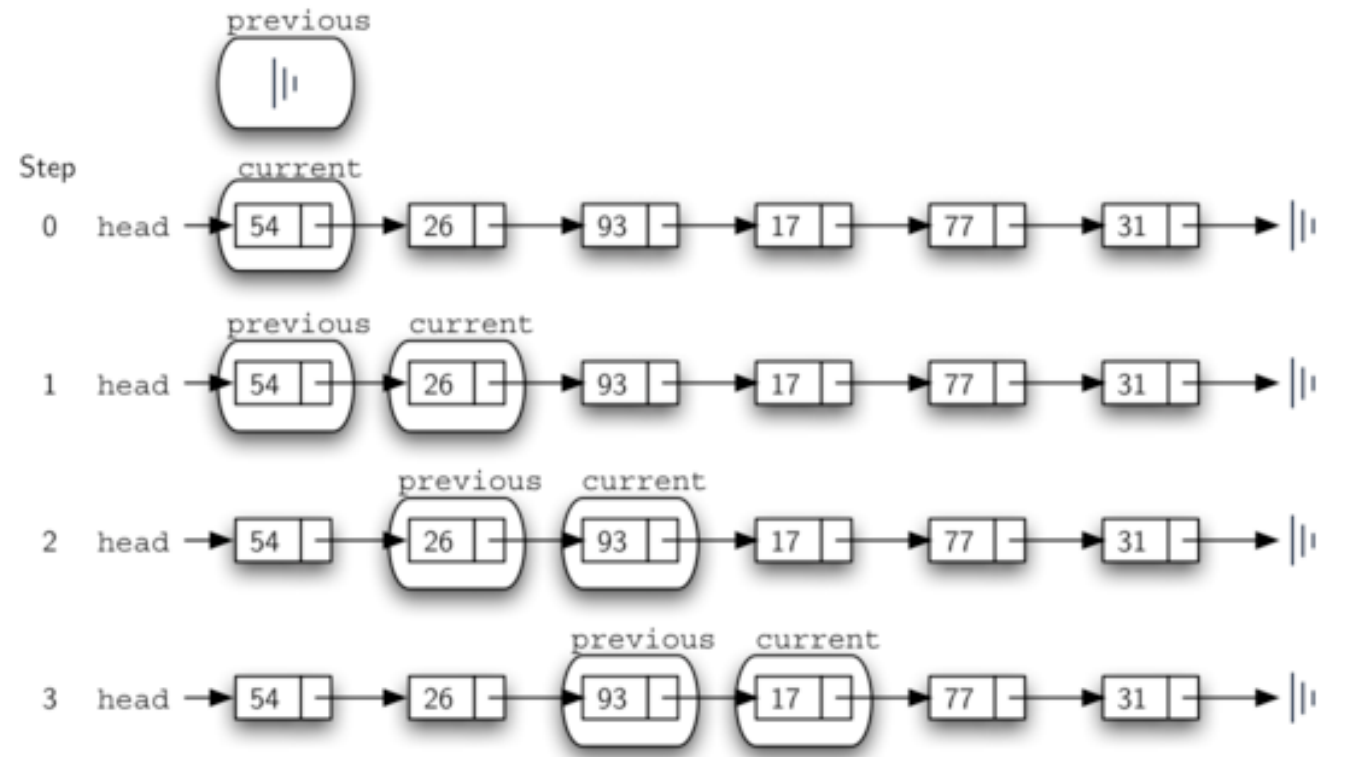 previous
Step current
0 head 54 26 93 17 77 31
previous current
1 head 54 26 93 17 77 31
previous current
2 head 54 26 93 17 77 31
previous current
3 head 54 26 93 17 77 31